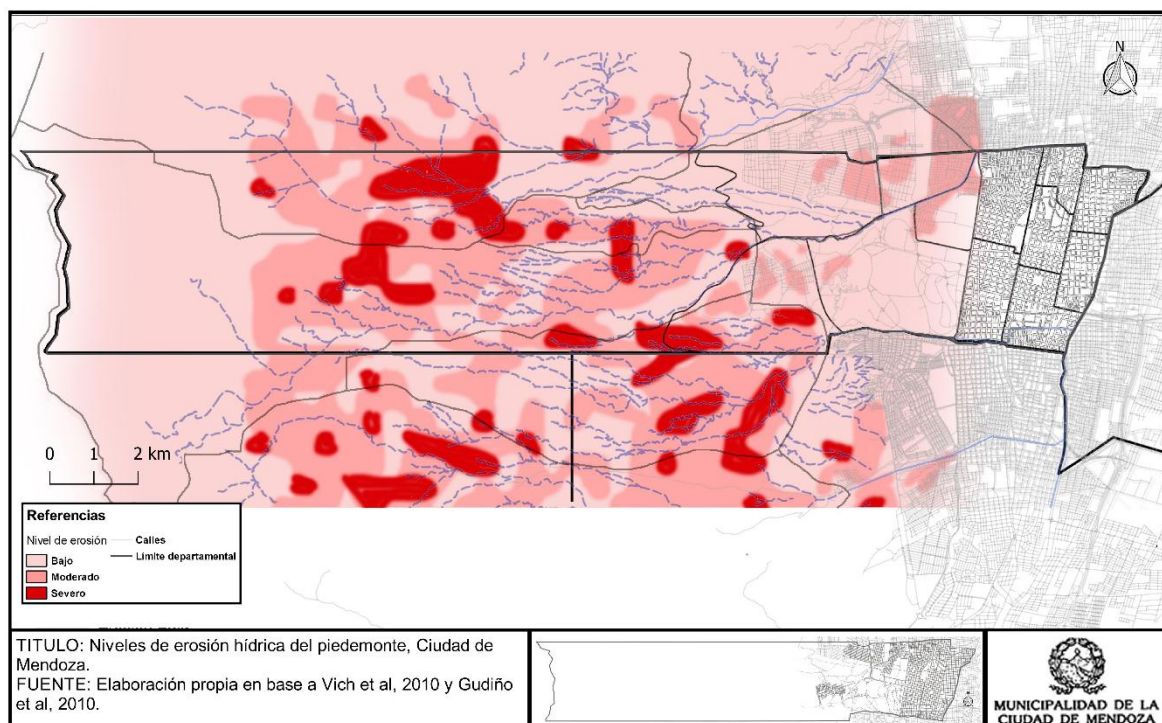 N
0 1 2 km
Referencias
Nivel de erosión
Calles
Bajo
Límite departamental
Moderado
Severo
TITULO: Niveles de erosión hídrica del piedemonte, Ciudad de
Mendoza.
FUENTE: Elaboración propia en base a Vich et al, 2010 y Gudiño
et al, 2010.
MUNICIPALIDAD DE LA
CIUDAD DE MENDOZA